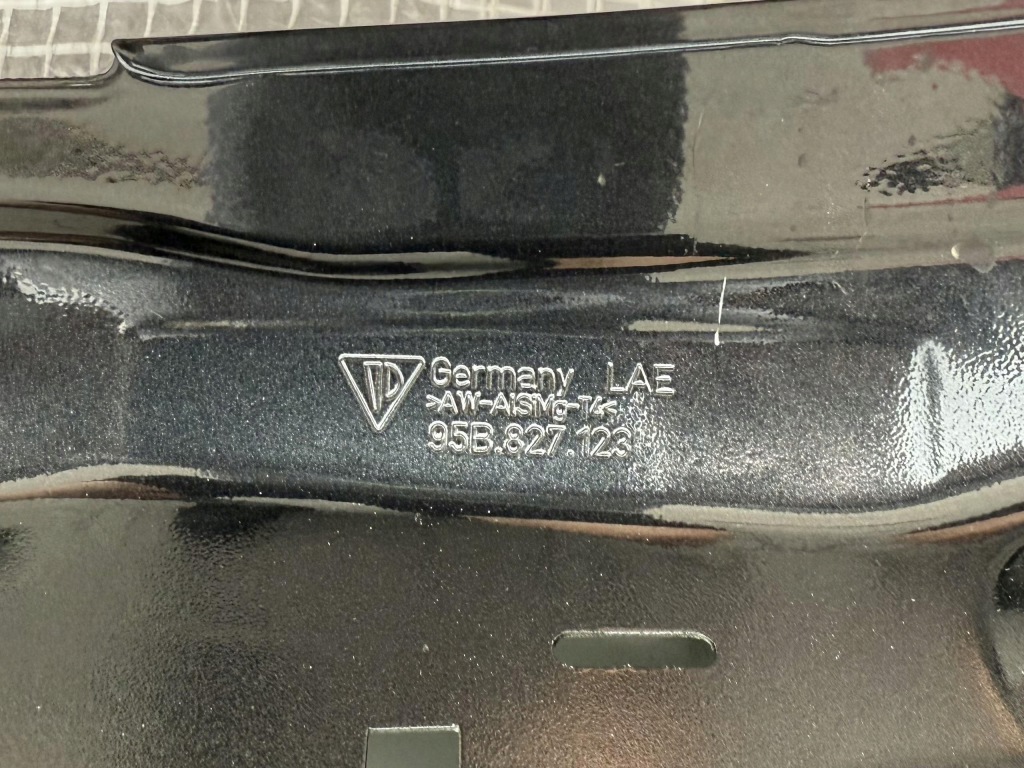 Germany LAE
>AW-AlSiMg-T4<
95B.827.123